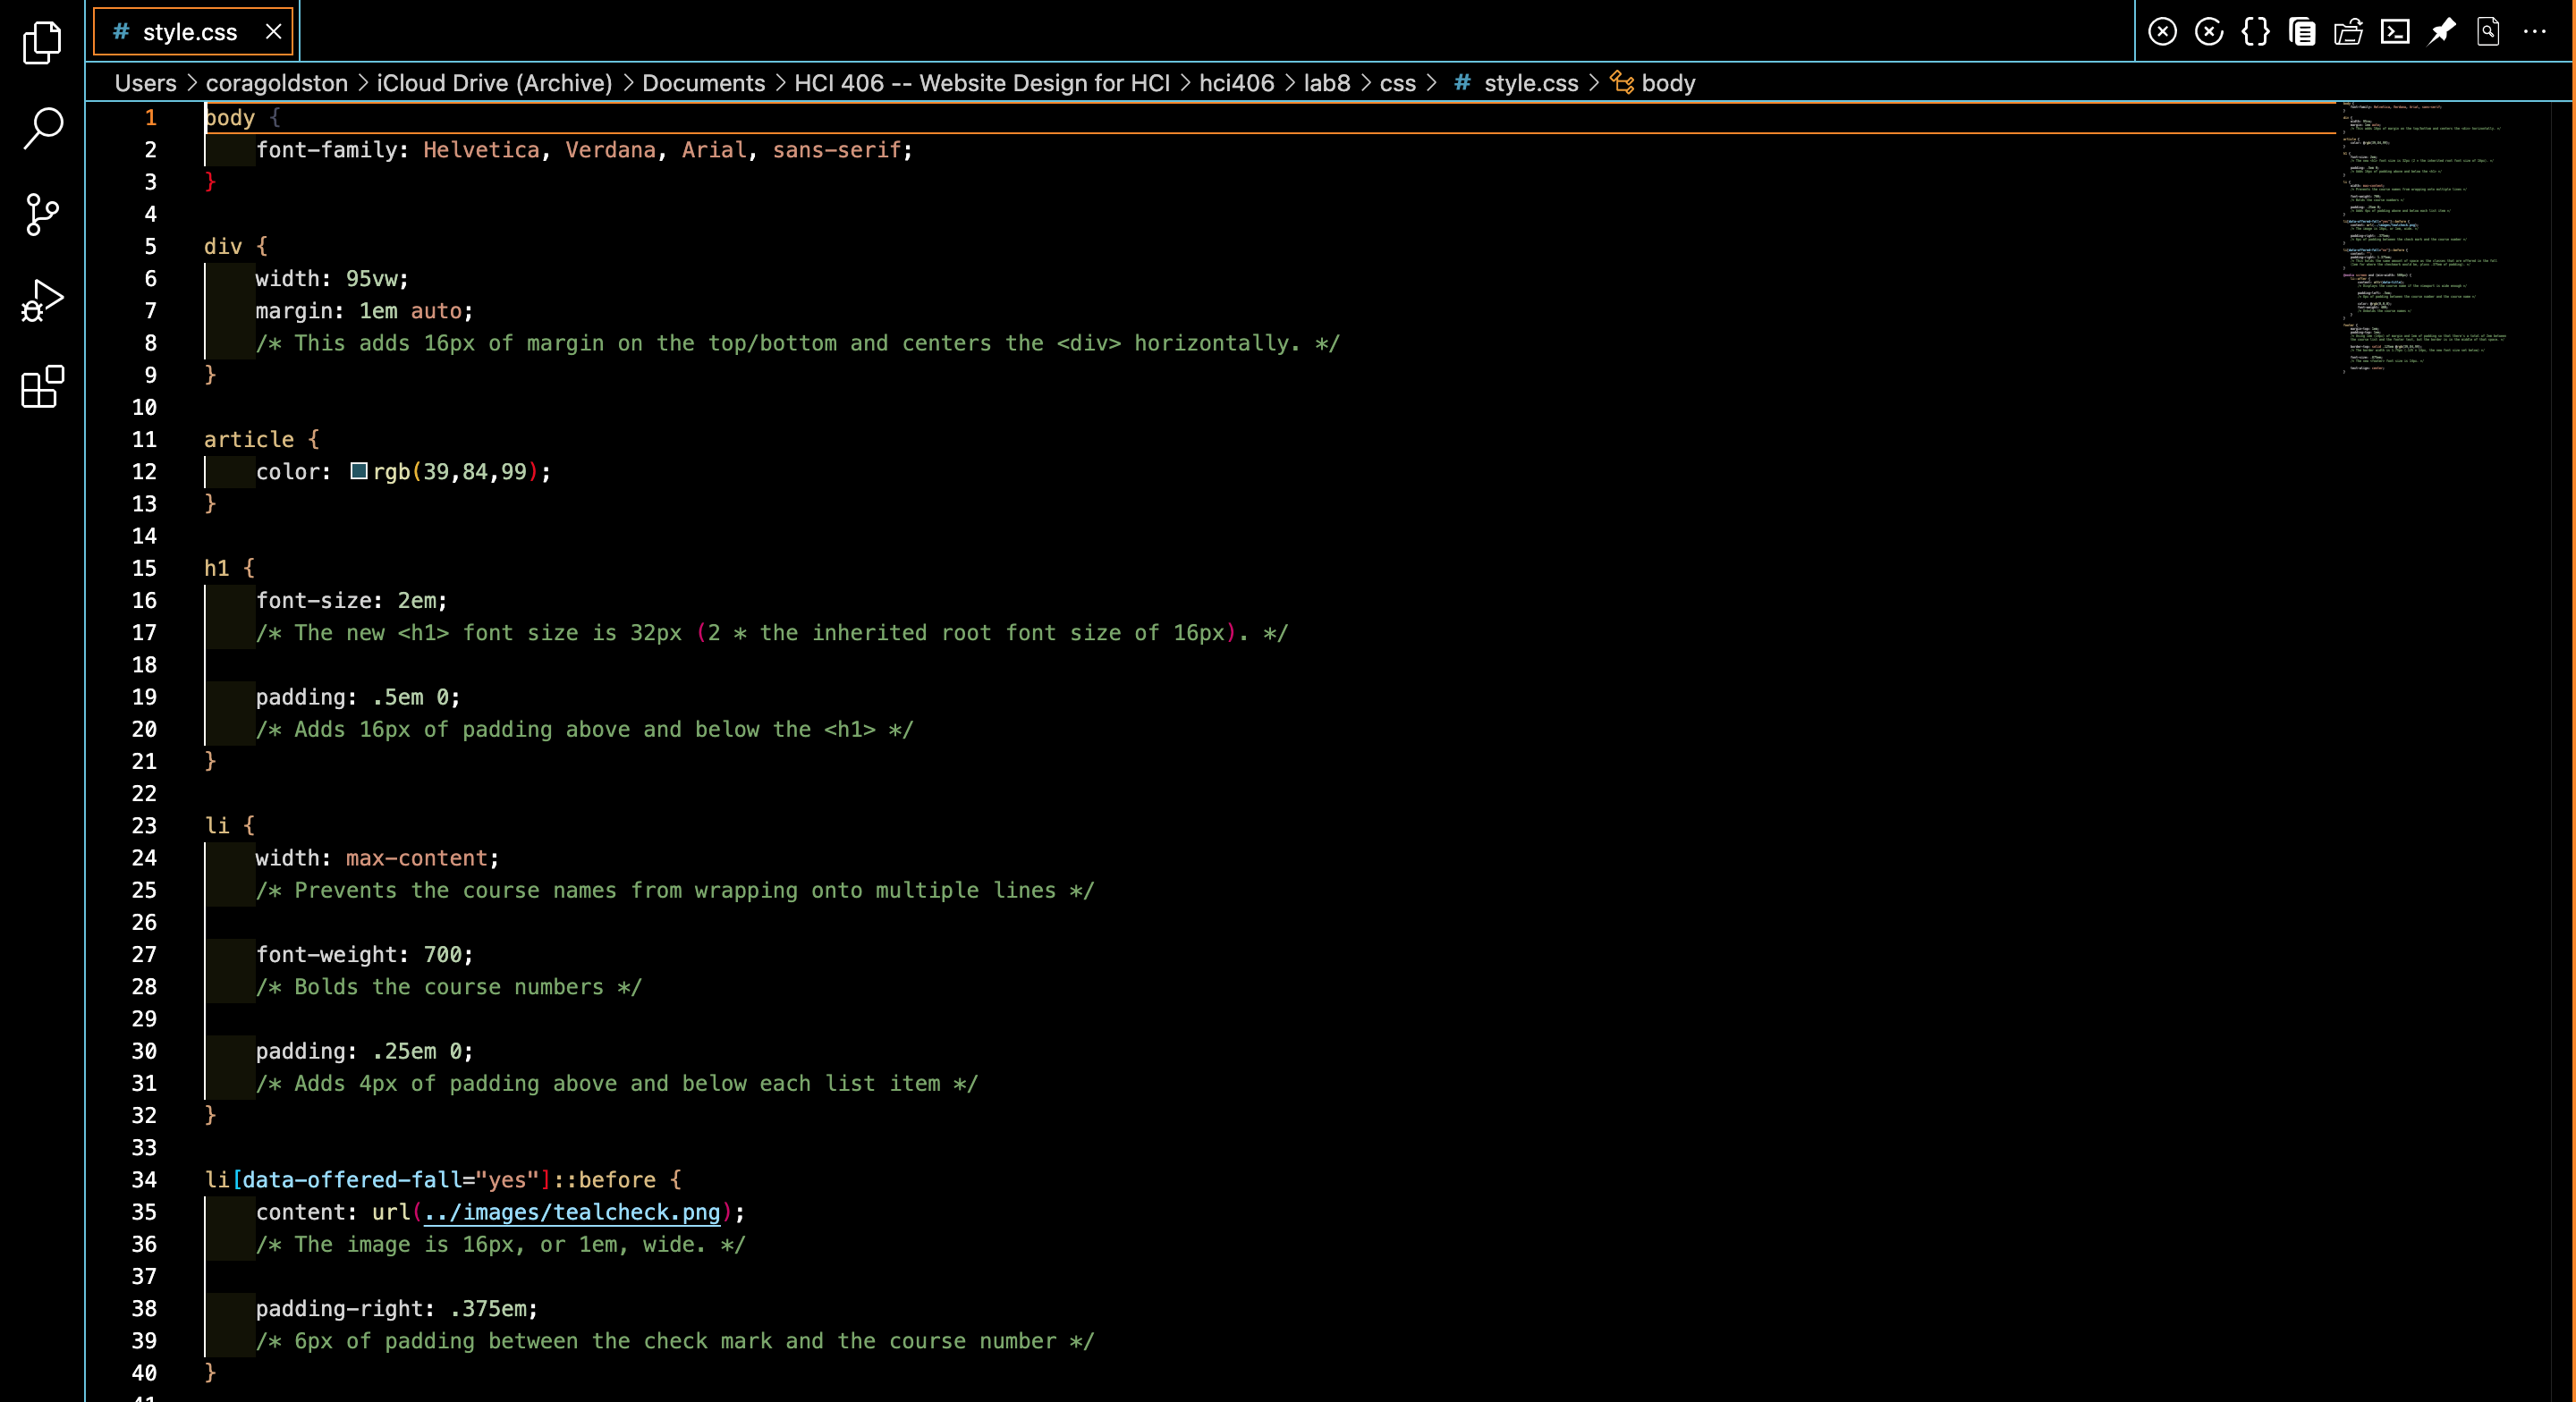 # style.css
Users > coragoldston > iCloud Drive (Archive) > Documents > HCI 406 -- Website Design for HCI > hci406 > lab8 > css > # style.css > body
1 body {
2 font-family: Helvetica, Verdana, Arial, sans-serif;
3 }
4
5 div {
6 width: 95vw;
7 margin: 1em auto;
8 /* This adds 16px of margin on the top/bottom and centers the <div> horizontally. */
9 }
10
11 article {
12 color: rgb(39,84,99);
13 }
14
15 h1 {
16 font-size: 2em;
17 /* The new <h1> font size is 32px (2 * the inherited root font size of 16px). */
18
19 padding: .5em 0;
20 /* Adds 16px of padding above and below the <h1> */
21 }
22
23 li {
24 width: max-content;
25 /* Prevents the course names from wrapping onto multiple lines */
26
27 font-weight: 700;
28 /* Bolds the course numbers */
29
30 padding: .25em 0;
31 /* Adds 4px of padding above and below each list item */
32 }
33
34 li[data-offered-fall="yes"]::before {
35 content: url(../images/tealcheck.png);
36 /* The image is 16px, or 1em, wide. */
37
38 padding-right: .375em;
39 /* 6px of padding between the check mark and the course number */
40 }